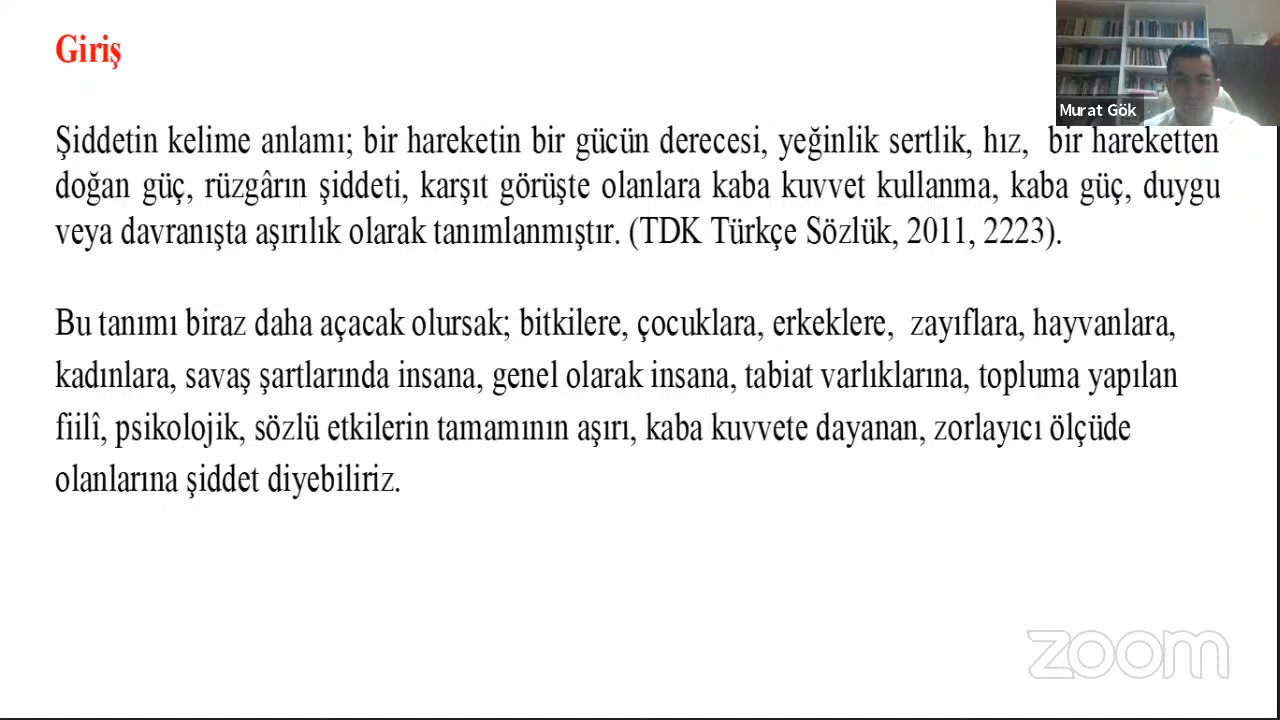 Giriş
Murat Gök
Şiddetin kelime anlamı; bir hareketin bir gücün derecesi, yeğinlik sertlik, hız, bir hareketten
doğan güç, rüzgârın şiddeti, karşıt görüşte olanlara kaba kuvvet kullanma, kaba güç, duygu
veya davranışta aşırılık olarak tanımlanmıştır. (TDK Türkçe Sözlük, 2011, 2223).
Bu tanımı biraz daha açacak olursak; bitkilere, çocuklara, erkeklere, zayıflara, hayvanlara,
kadınlara, savaş şartlarında insana, genel olarak insana, tabiat varlıklarına, topluma yapılan
fiilî, psikolojik, sözlü etkilerin tamamının aşırı, kaba kuvvete dayanan, zorlayıcı ölçüde
olanlarına şiddet diyebiliriz.
zoom